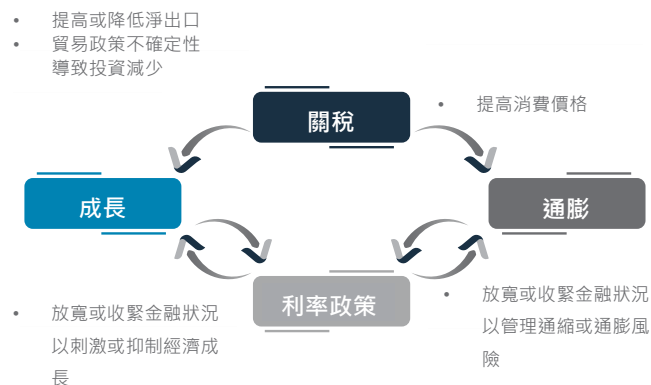 • 提高或降低淨出口
• 貿易政策不確定性
導致投資減少
關稅
• 提高消費價格
成長
通膨
利率政策
• 放寬或收緊金融狀況
以刺激或抑制經濟成
長
• 放寬或收緊金融狀況
以管理通縮或通膨風
險